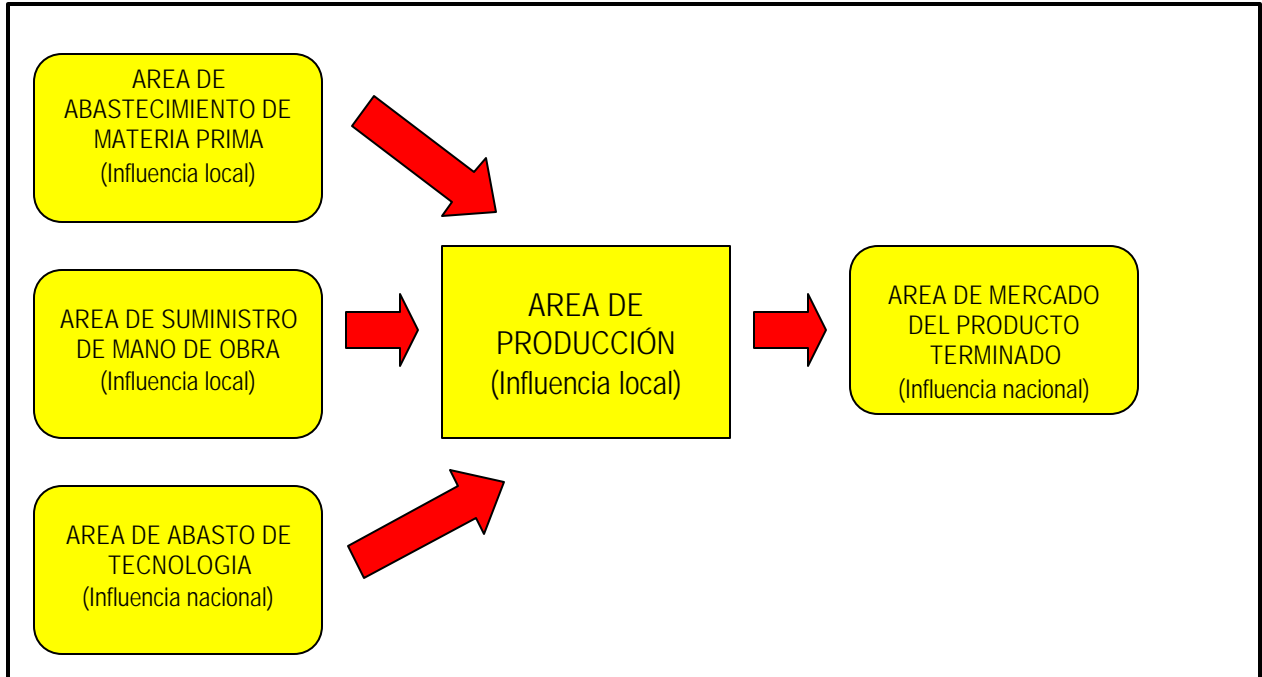 AREA DE
ABASTECIMIENTO DE
MATERIA PRIMA
(Influencia local)
AREA DE SUMINISTRO
DE MANO DE OBRA
(Influencia local)
AREA DE ABASTO DE
TECNOLOGIA
(Influencia nacional)
AREA DE
PRODUCCIÓN
(Influencia local)
AREA DE MERCADO
DEL PRODUCTO
TERMINADO
(Influencia nacional)